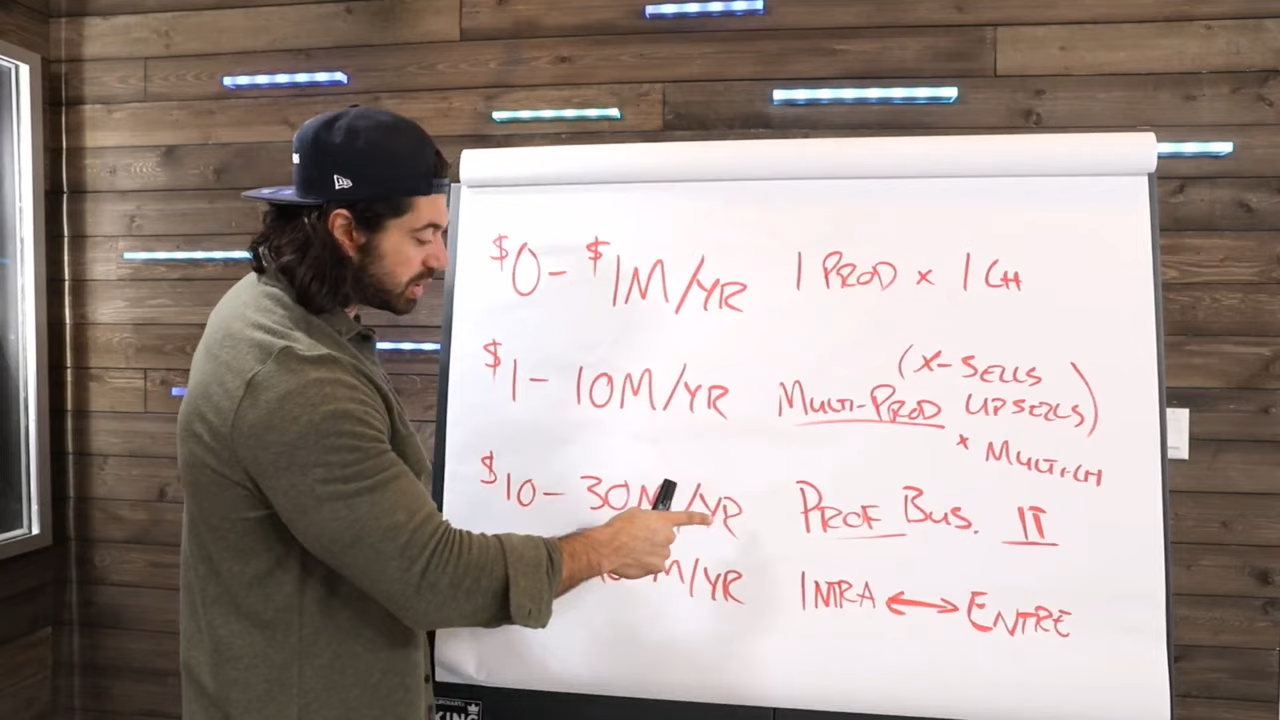 $0 - $1M/YR 1 PROD x 1 CH
(X-SELLS
$1 - 10M/YR MULTI-PROD UPSELLS)
x MULTI-CH
$10 - 30M/YR PROF BUS. IT
M/YR INTRA ↔ ENTRE
KING